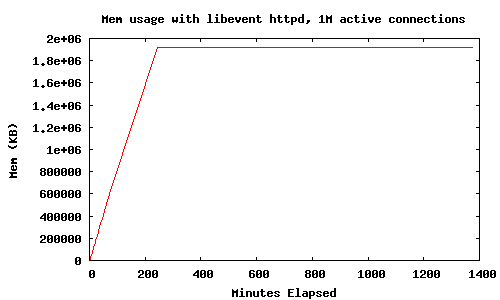 Mem usage with libevent httpd, 1M active connections
2e+06
1.8e+06
1.6e+06
1.4e+06
1.2e+06
1e+06
800000
600000
400000
200000
0
Mem (KB)
0 200 400 600 800 1000 1200 1400
Minutes Elapsed